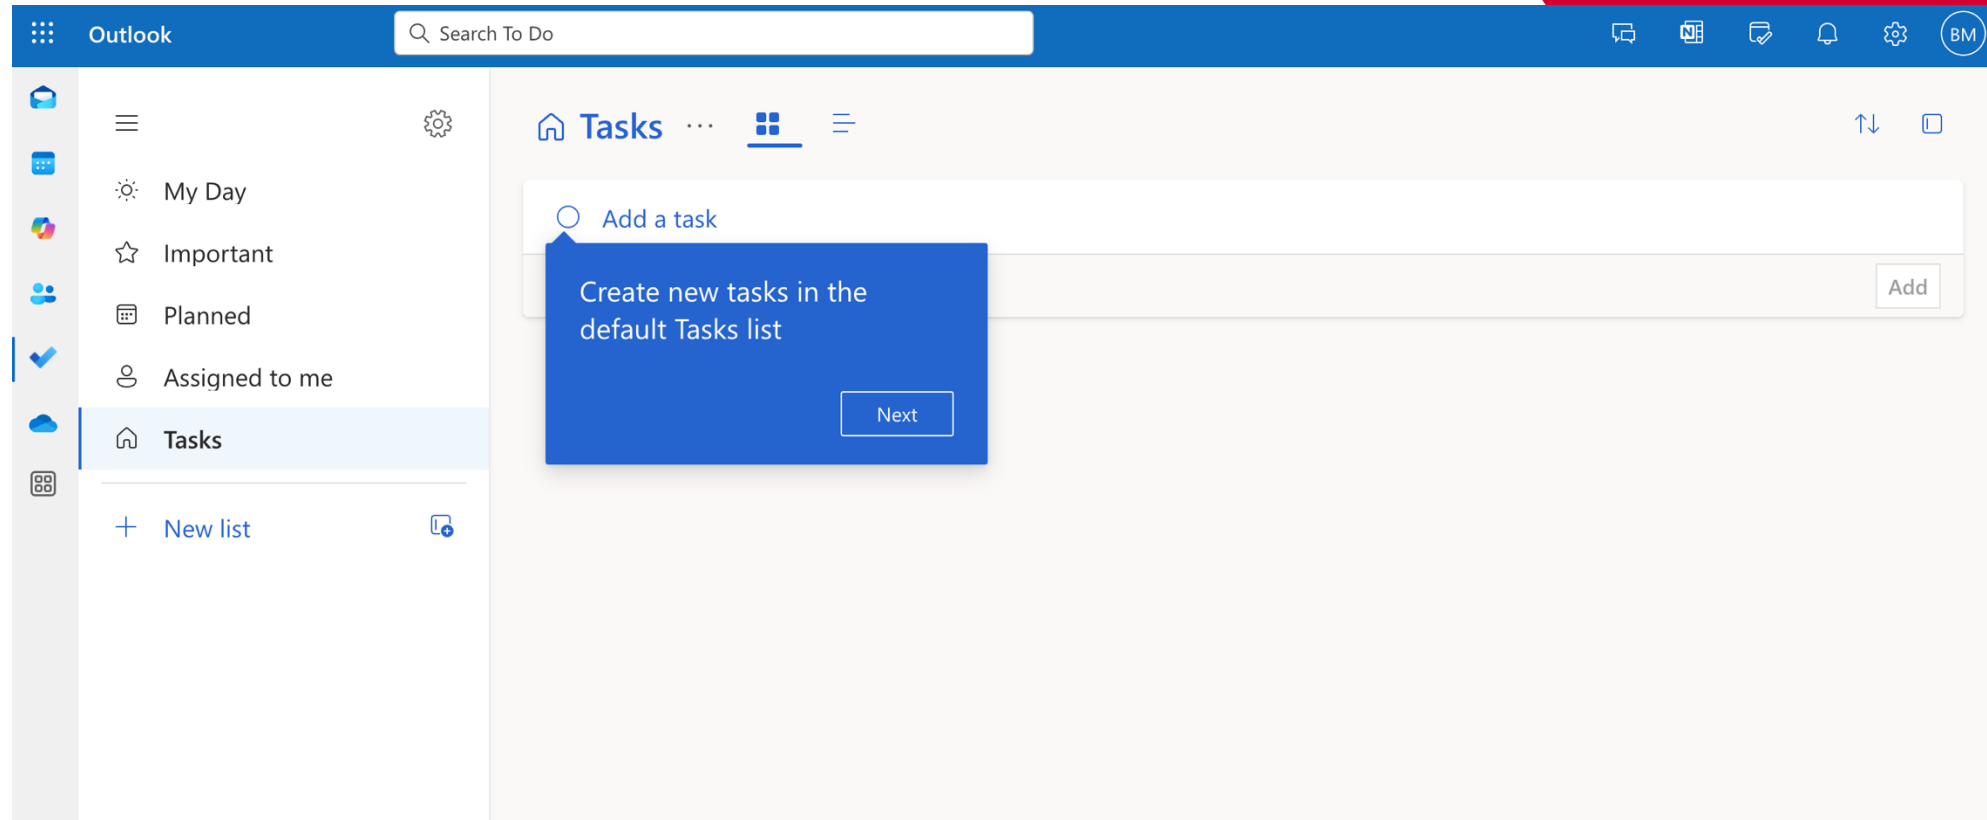 Outlook
Search To Do
BM
My Day
Important
Planned
Assigned to me
Tasks
New list
Tasks
Add a task
Add
Create new tasks in the
default Tasks list
Next